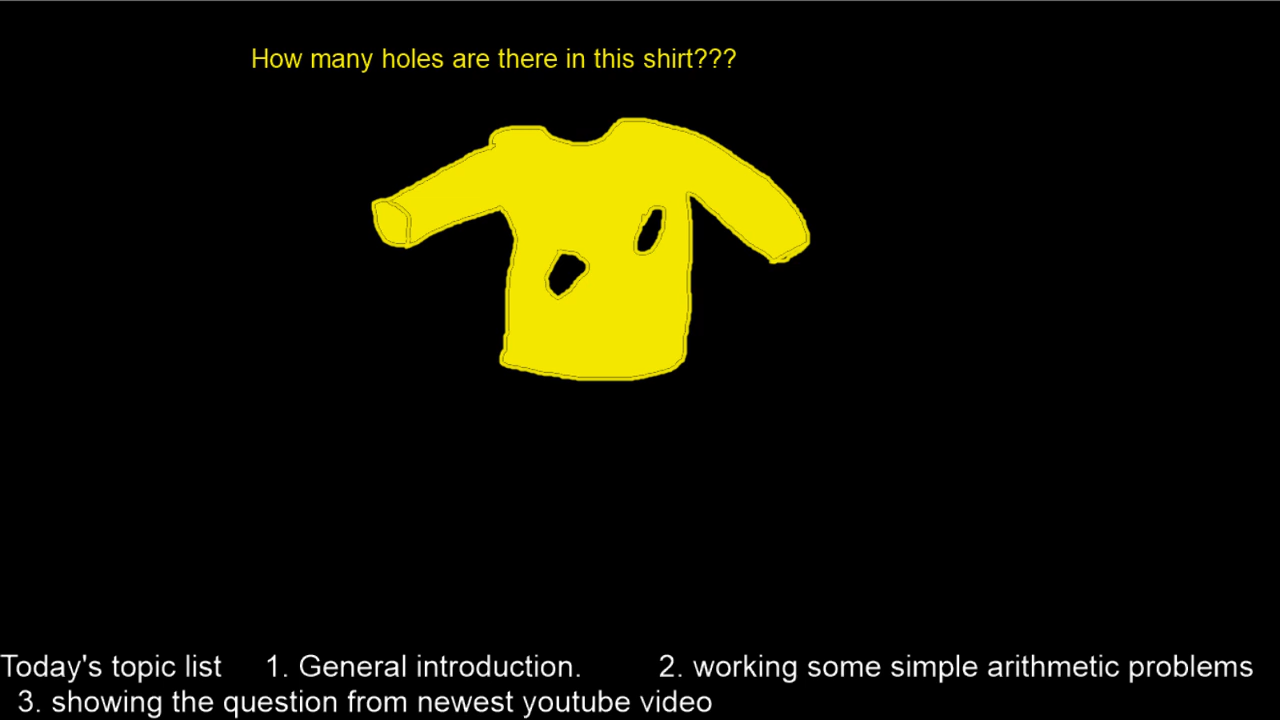 How many holes are there in this shirt???
Today's topic list 1. General introduction. 2. working some simple arithmetic problems
3. showing the question from newest youtube video